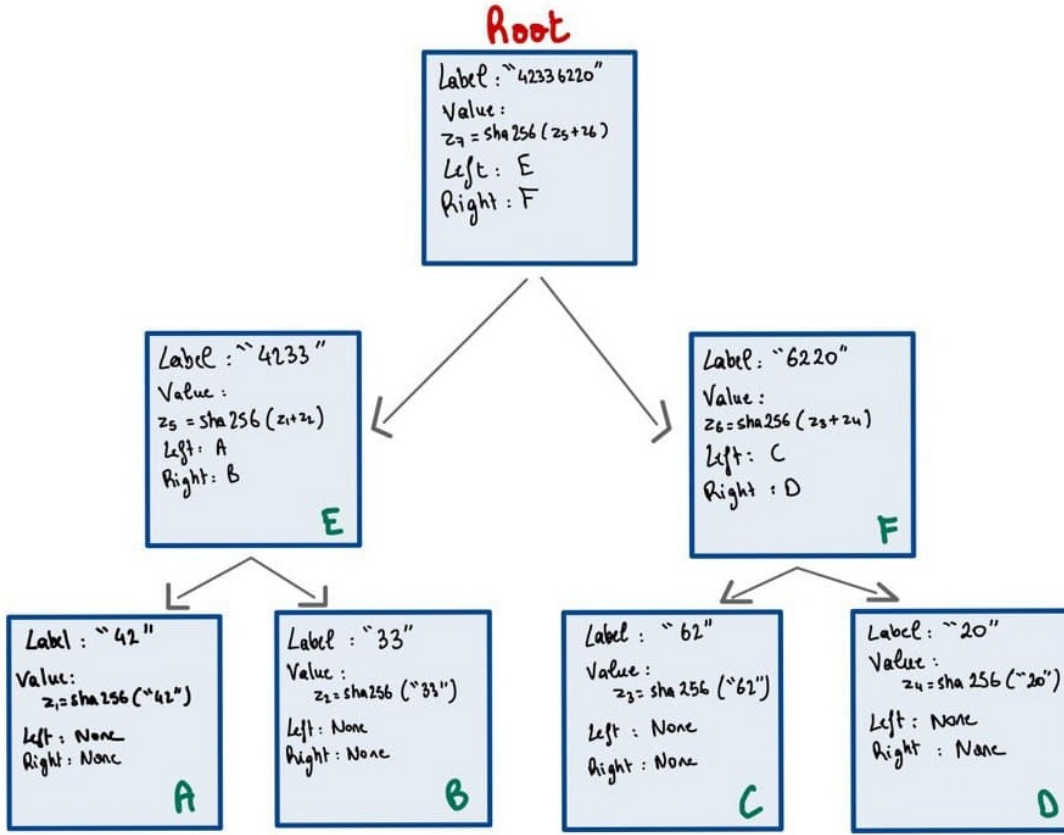 Root
Label : "42336220"
Value :
z7 = sha256 (z5+z6)
Left : E
Right : F
Label : "4233"
Value :
z5 = sha256 (z1+z2)
Left : A
Right : B
E
Label : "6220"
Value :
z6 = sha256 (z3+z4)
Left : C
Right : D
F
Label : "42"
Value :
z1 = sha256 ("42")
Left : None
Right : None
A
Label : "33"
Value :
z2 = sha256 ("33")
Left : None
Right : None
B
Label : "62"
Value :
z3 = sha256 ("62")
Left : None
Right : None
C
Label : "20"
Value :
z4 = sha256 ("20")
Left : None
Right : None
D